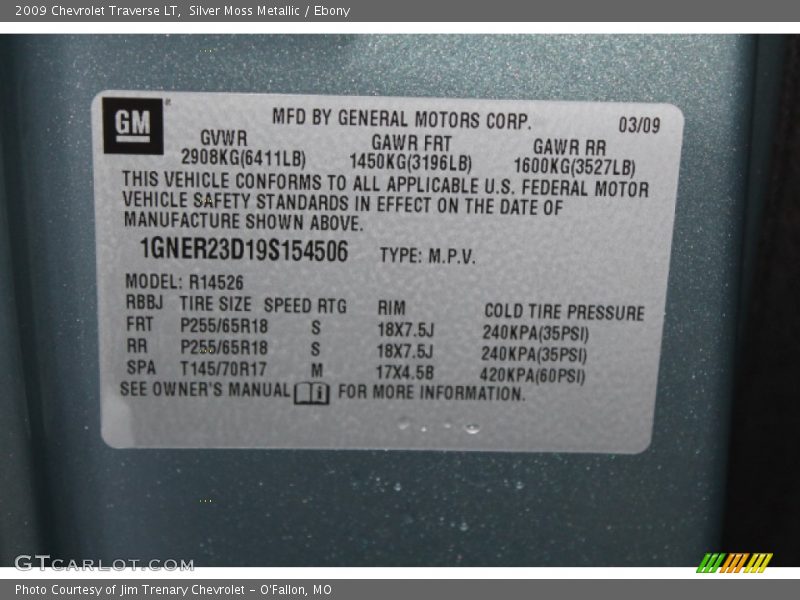 2009 Chevrolet Traverse LT, Silver Moss Metallic / Ebony
GM
MFD BY GENERAL MOTORS CORP. 03/09
GVWR GAWR FRT GAWR RR
2908KG(6411LB) 1450KG(3196LB) 1600KG(3527LB)
THIS VEHICLE CONFORMS TO ALL APPLICABLE U.S. FEDERAL MOTOR
VEHICLE SAFETY STANDARDS IN EFFECT ON THE DATE OF
MANUFACTURE SHOWN ABOVE.
1GNER23D19S154506 TYPE: M.P.V.
MODEL: R14526
RBBJ TIRE SIZE SPEED RTG RIM COLD TIRE PRESSURE
FRT P255/65R18 S 18X7.5J 240KPA(35PSI)
RR P255/65R18 S 18X7.5J 240KPA(35PSI)
SPA T145/70R17 M 17X4.5B 420KPA(60PSI)
SEE OWNER'S MANUAL i FOR MORE INFORMATION.
GTCARLOT.COM
Photo Courtesy of Jim Trenary Chevrolet - O'Fallon, MO